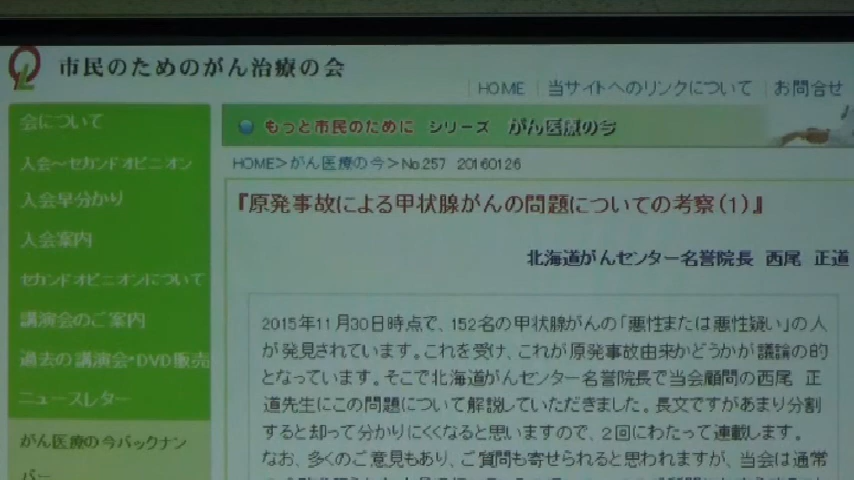 市民のためのがん治療の会
HOME 当サイトへのリンクについて お問合せ
会について
入会～セカンドオピニオン
入会早分かり
入会案内
セカンドオピニオンについて
講演会のご案内
過去の講演会・DVD販売
ニュースレター
がん医療の今バックナン
バー
もっと市民のために シリーズ がん医療の今
HOME>がん医療の今>No.257 20160126
『原発事故による甲状腺がんの問題についての考察(1)』
北海道がんセンター名誉院長 西尾 正道
2015年11月30日時点で、152名の甲状腺がんの「悪性または悪性疑い」の人
が発見されています。これを受け、これが原発事故由来かどうかが議論の的
となっています。そこで北海道がんセンター名誉院長で当会顧問の西尾 正
道先生にこの問題について解説していただきました。長文ですがあまり分割
すると却って分かりにくくなると思いますので、2回にわたって連載します。
なお、多くのご意見もあり、ご質問も寄せられると思われますが、当会は通常